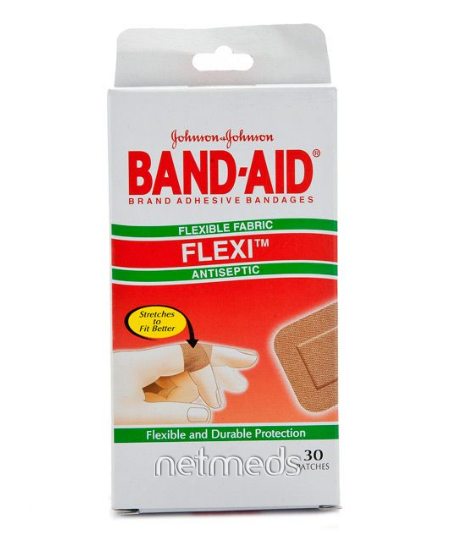 Johnson & Johnson
BAND-AID®
BRAND ADHESIVE BANDAGES
FLEXIBLE FABRIC
FLEXI™
ANTISEPTIC
Stretches
to
Fit Better
Flexible and Durable Protection
netmeds
30
PATCHES